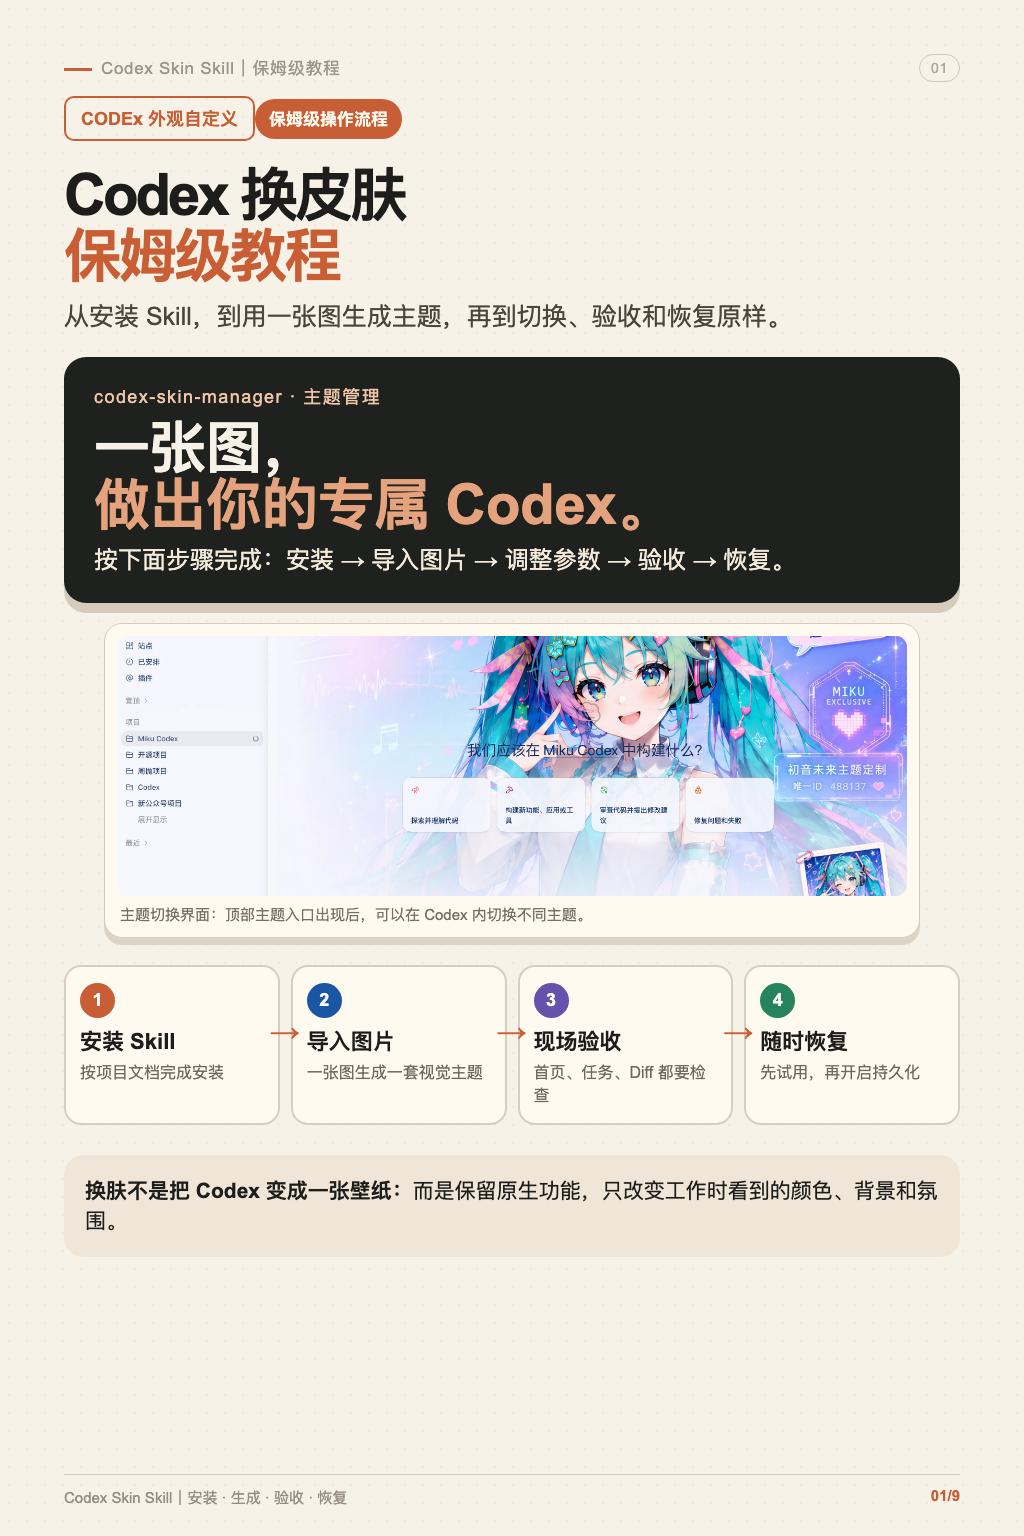 Codex Skin Skill｜保姆级教程
01
CODEx 外观自定义
保姆级操作流程
Codex 换皮肤
保姆级教程
从安装 Skill，到用一张图生成主题，再到切换、验收和恢复原样。
codex-skin-manager · 主题管理
一张图，
做出你的专属 Codex。
按下面步骤完成：安装 → 导入图片 → 调整参数 → 验收 → 恢复。
站点
已安排
插件
置顶 >
项目
Miku Codex
开源项目
周抛项目
Codex
新公众号项目
展开显示
最近 >
我们应该在 Miku Codex 中构建什么？
探索并理解代码
构建新功能、应用或工
具
审查代码并提出修改建
议
修复问题和失败
MIKU
EXCLUSIVE
初音未来主题定制
唯一ID 488137
主题切换界面：顶部主题入口出现后，可以在 Codex 内切换不同主题。
1
安装 Skill
按项目文档完成安装
→
2
导入图片
一张图生成一套视觉主题
→
3
现场验收
首页、任务、Diff 都要检
查
→
4
随时恢复
先试用，再开启持久化
换肤不是把 Codex 变成一张壁纸：而是保留原生功能，只改变工作时看到的颜色、背景和氛
围。
Codex Skin Skill｜安装 · 生成 · 验收 · 恢复
01/9